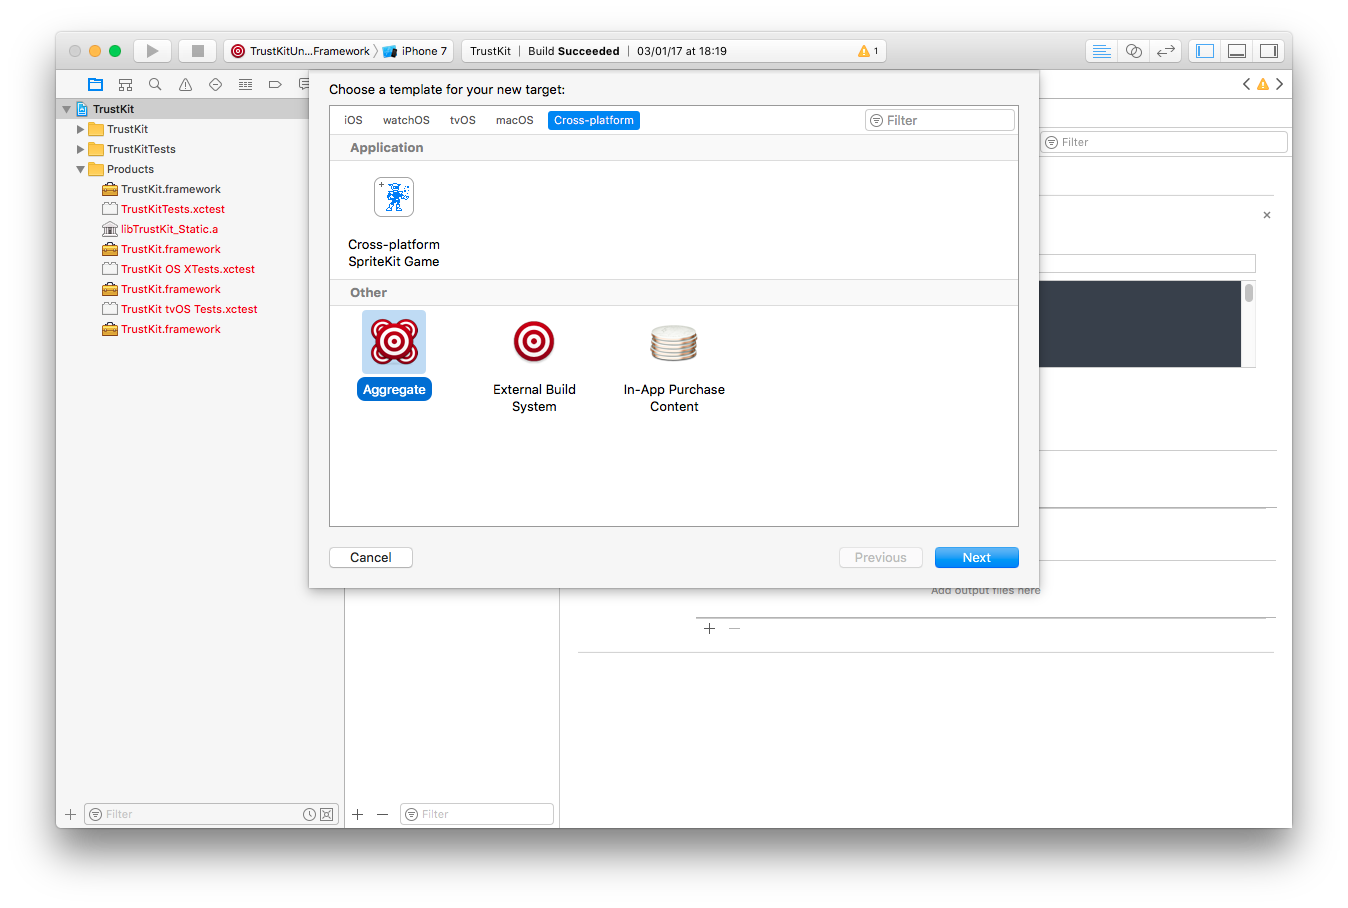 TrustKitUn...Framework
iPhone 7
TrustKit | Build Succeeded | 03/01/17 at 18:19
1
Choose a template for your new target:
iOS
watchOS
tvOS
macOS
Cross-platform
Filter
Application
Cross-platform
SpriteKit Game
Other
Aggregate
External Build
System
In-App Purchase
Content
Cancel
Previous
Next
TrustKit
TrustKit
TrustKitTests
Products
TrustKit.framework
TrustKitTests.xctest
libTrustKit_Static.a
TrustKit.framework
TrustKit OS XTests.xctest
TrustKit.framework
TrustKit tvOS Tests.xctest
TrustKit.framework
Filter
Add output files here
Filter
Filter